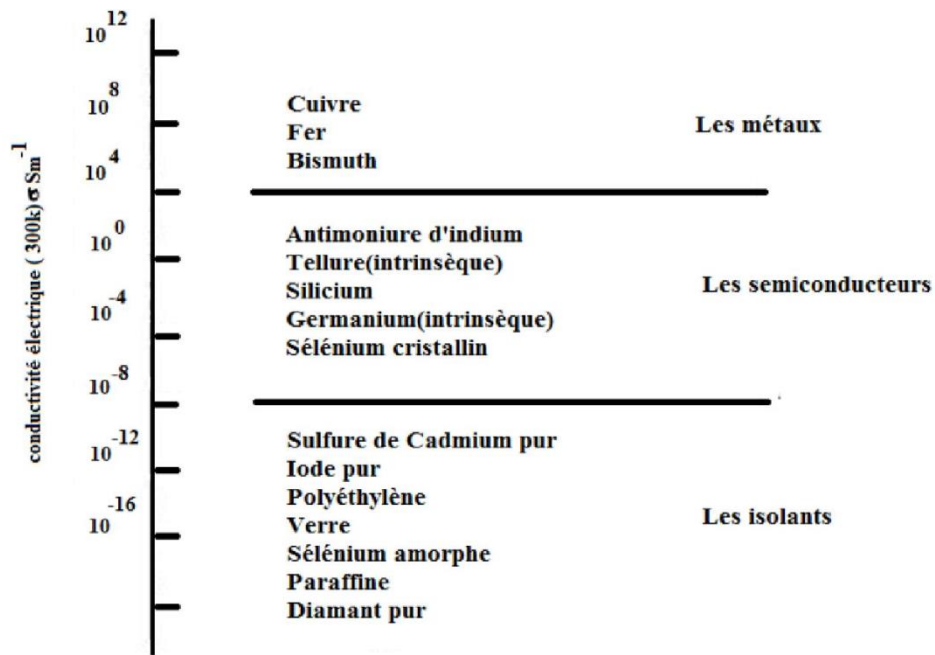 10^12
10^8
10^4
10^0
10^-4
10^-8
10^-12
10^-16
conductivité électrique ( 300k) σ Sm^-1
Cuivre
Fer
Bismuth
Les métaux
Antimoniure d'indium
Tellure(intrinsèque)
Silicium
Germanium(intrinsèque)
Sélénium cristallin
Les semiconducteurs
Sulfure de Cadmium pur
Iode pur
Polyéthylène
Verre
Sélénium amorphe
Paraffine
Diamant pur
Les isolants